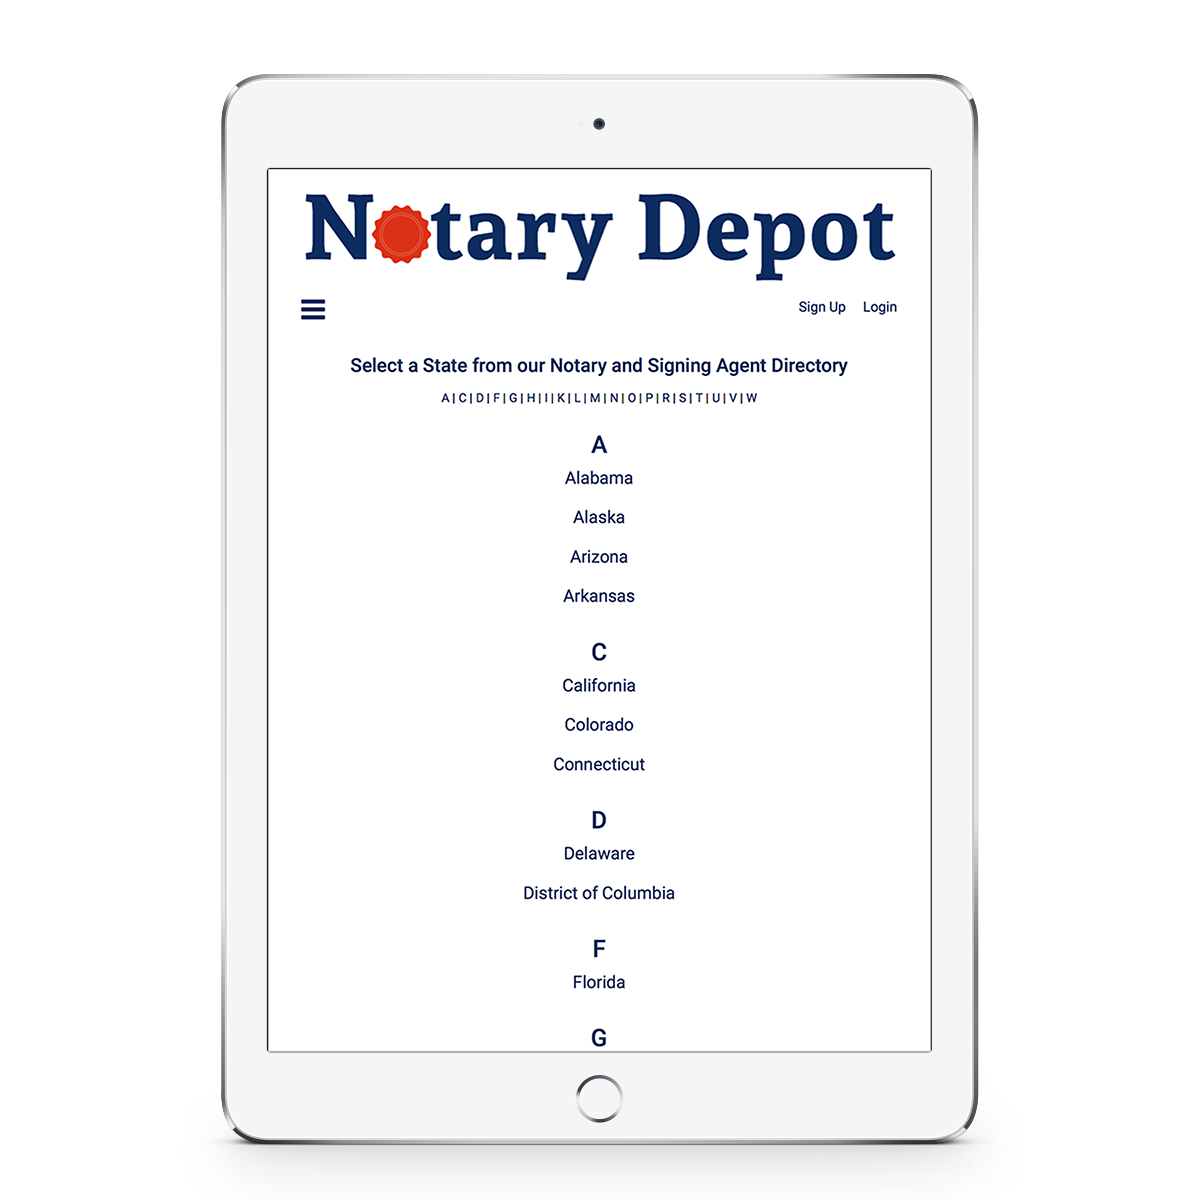 Notary Depot
Sign Up Login
Select a State from our Notary and Signing Agent Directory
A|C|D|F|G|H|I|K|L|M|N|O|P|R|S|T|U|V|W
A
Alabama
Alaska
Arizona
Arkansas
C
California
Colorado
Connecticut
D
Delaware
District of Columbia
F
Florida
G